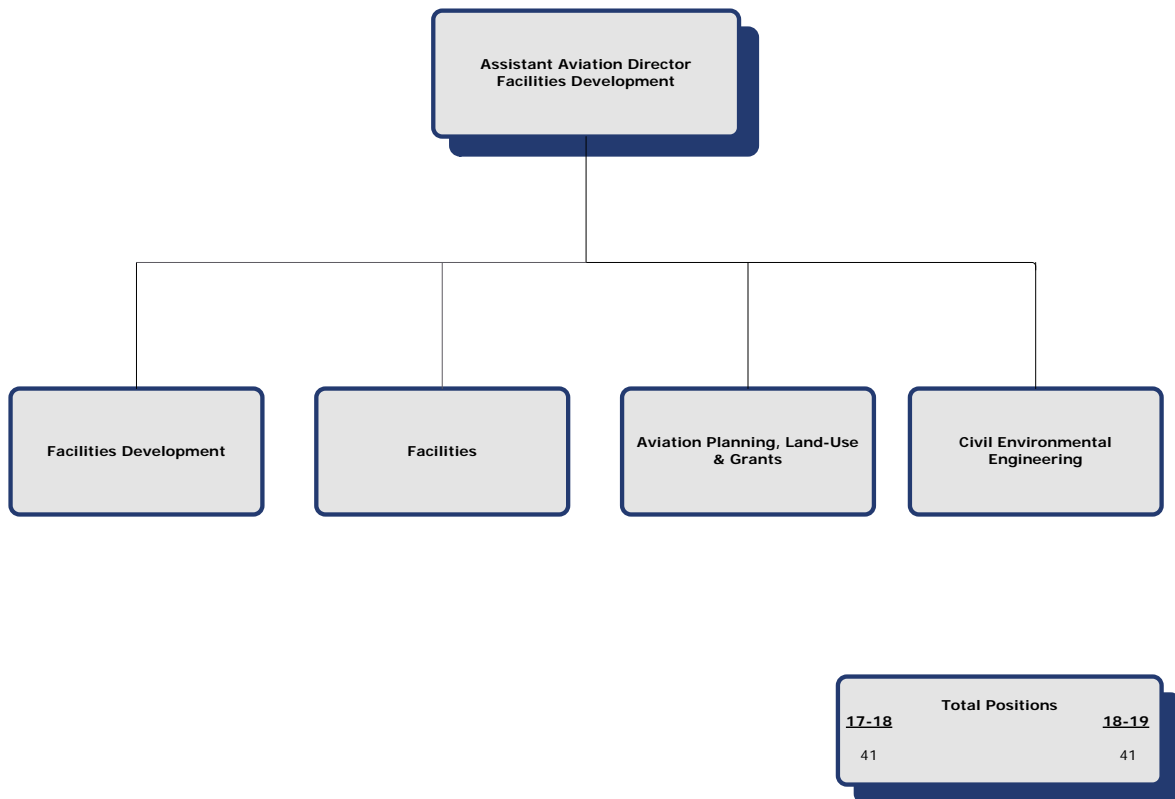 Assistant Aviation Director
Facilities Development
Facilities Development
Facilities
Aviation Planning, Land-Use
& Grants
Civil Environmental
Engineering
Total Positions
17-18 18-19
41 41